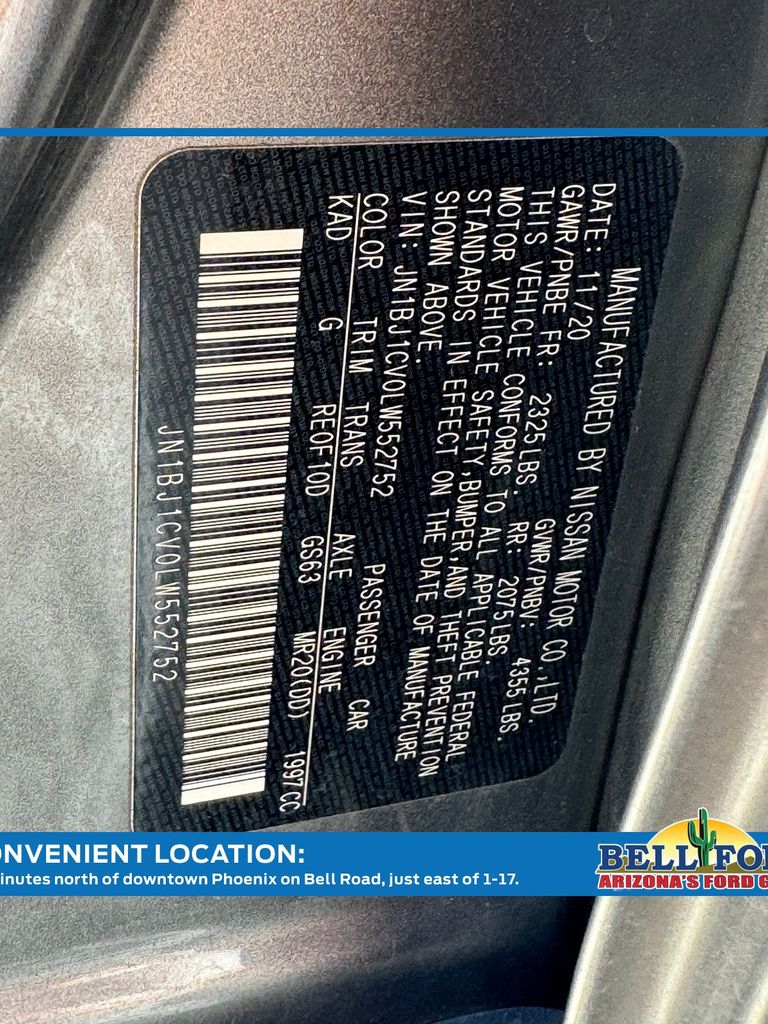 MANUFACTURED BY NISSAN MOTOR CO.,LTD.
DATE: 11/20 GVWR/PNBV: 4355 LBS.
GAWR/PNBE FR: 2325 LBS. RR: 2075 LBS.
THIS VEHICLE CONFORMS TO ALL APPLICABLE FEDERAL
MOTOR VEHICLE SAFETY,BUMPER,AND THEFT PREVENTION
STANDARDS IN EFFECT ON THE DATE OF MANUFACTURE
SHOWN ABOVE.
VIN: JN1BJ1CV0LW552752 PASSENGER CAR
COLOR TRIM TRANS AXLE ENGINE
KAD G RE0F10D GS63 MR20(DD) 1997CC
JN1BJ1CV0LW552752
ONVENIENT LOCATION:
inutes north of downtown Phoenix on Bell Road, just east of 1-17.
BELL FO
ARIZONA'S FORD G